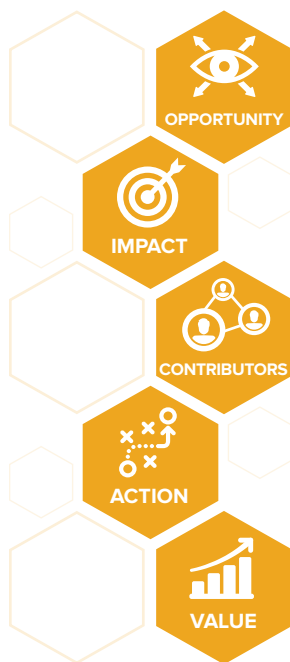 OPPORTUNITY
IMPACT
CONTRIBUTORS
ACTION
VALUE